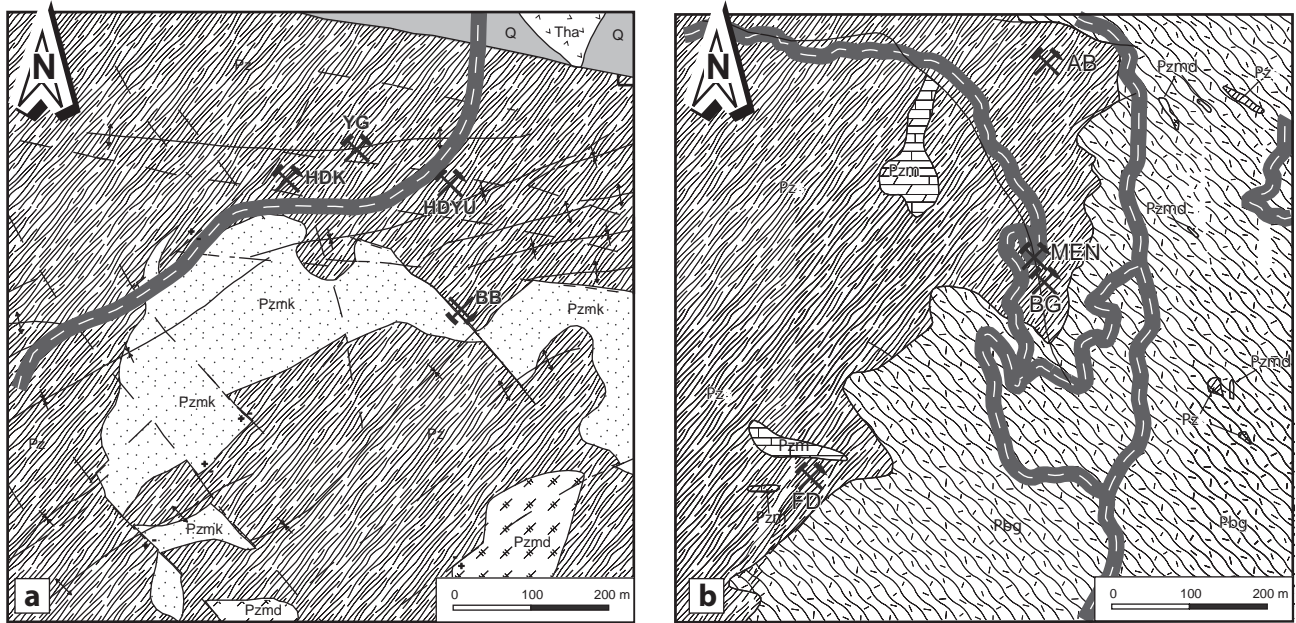 N
Q
Tha
Q
Pz
YG
HDK
HDYU
Pzmk
BB
Pzmk
Pzmk
Pz
Pz
Pzmk
Pzmd
Pzmd
a
0 100 200 m
N
AB
Pzmd
Pz
Pzm
Pz
Pzmd
MEN
BG
Pzmd
Pz
Pz
Pzm
FD
Pzm
Pbg
Pbg
b
0 100 200 m